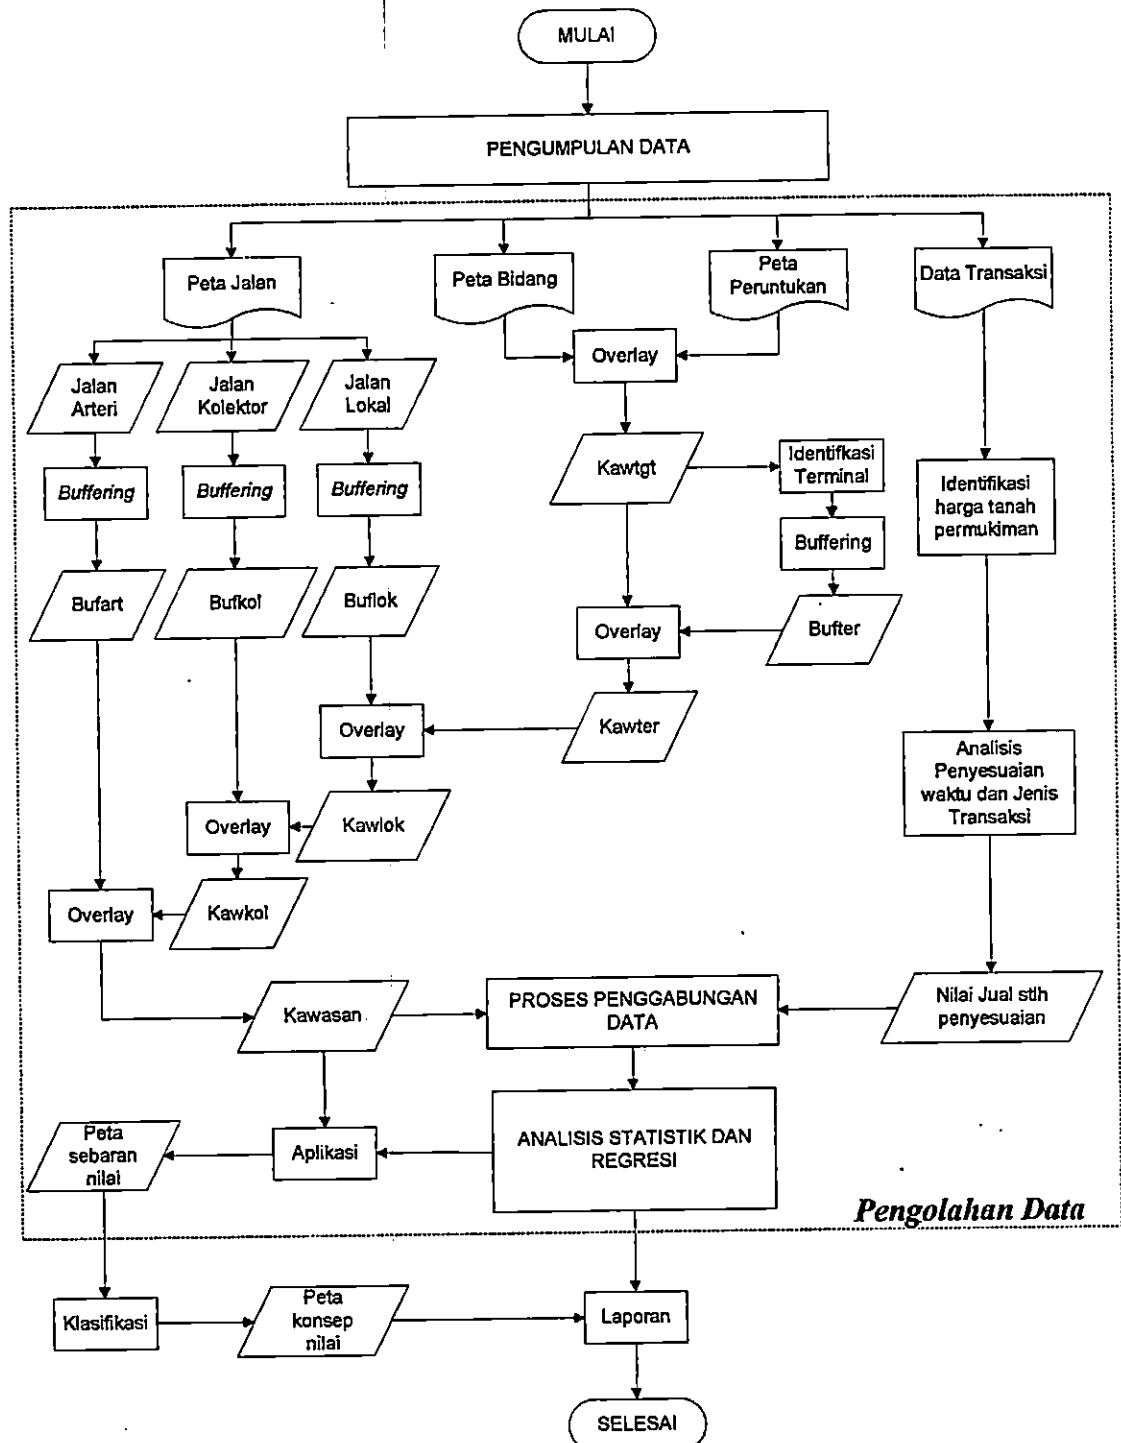 MULAI
PENGUMPULAN DATA
Peta Jalan
Peta Bidang
Peta
Peruntukan
Data Transaksi
Overlay
Jalan
Arteri
Jalan
Kolektor
Jalan
Lokal
Kawtgt
Identifkasi
Terminal
Identifikasi
harga tanah
permukiman
Buffering
Buffering
Buffering
Buffering
Bufart
Bufkol
Buflok
Overlay
Bufter
Overlay
Kawter
Analisis
Penyesuaian
waktu dan Jenis
Transaksi
Overlay
Kawlok
Overlay
Kawkol
Kawasan
PROSES PENGGABUNGAN
DATA
Nilai Jual stlh
penyesuaian
Peta
sebaran
nilai
Aplikasi
ANALISIS STATISTIK DAN
REGRESI
Pengolahan Data
Klasifikasi
Peta
konsep
nilai
Laporan
SELESAI